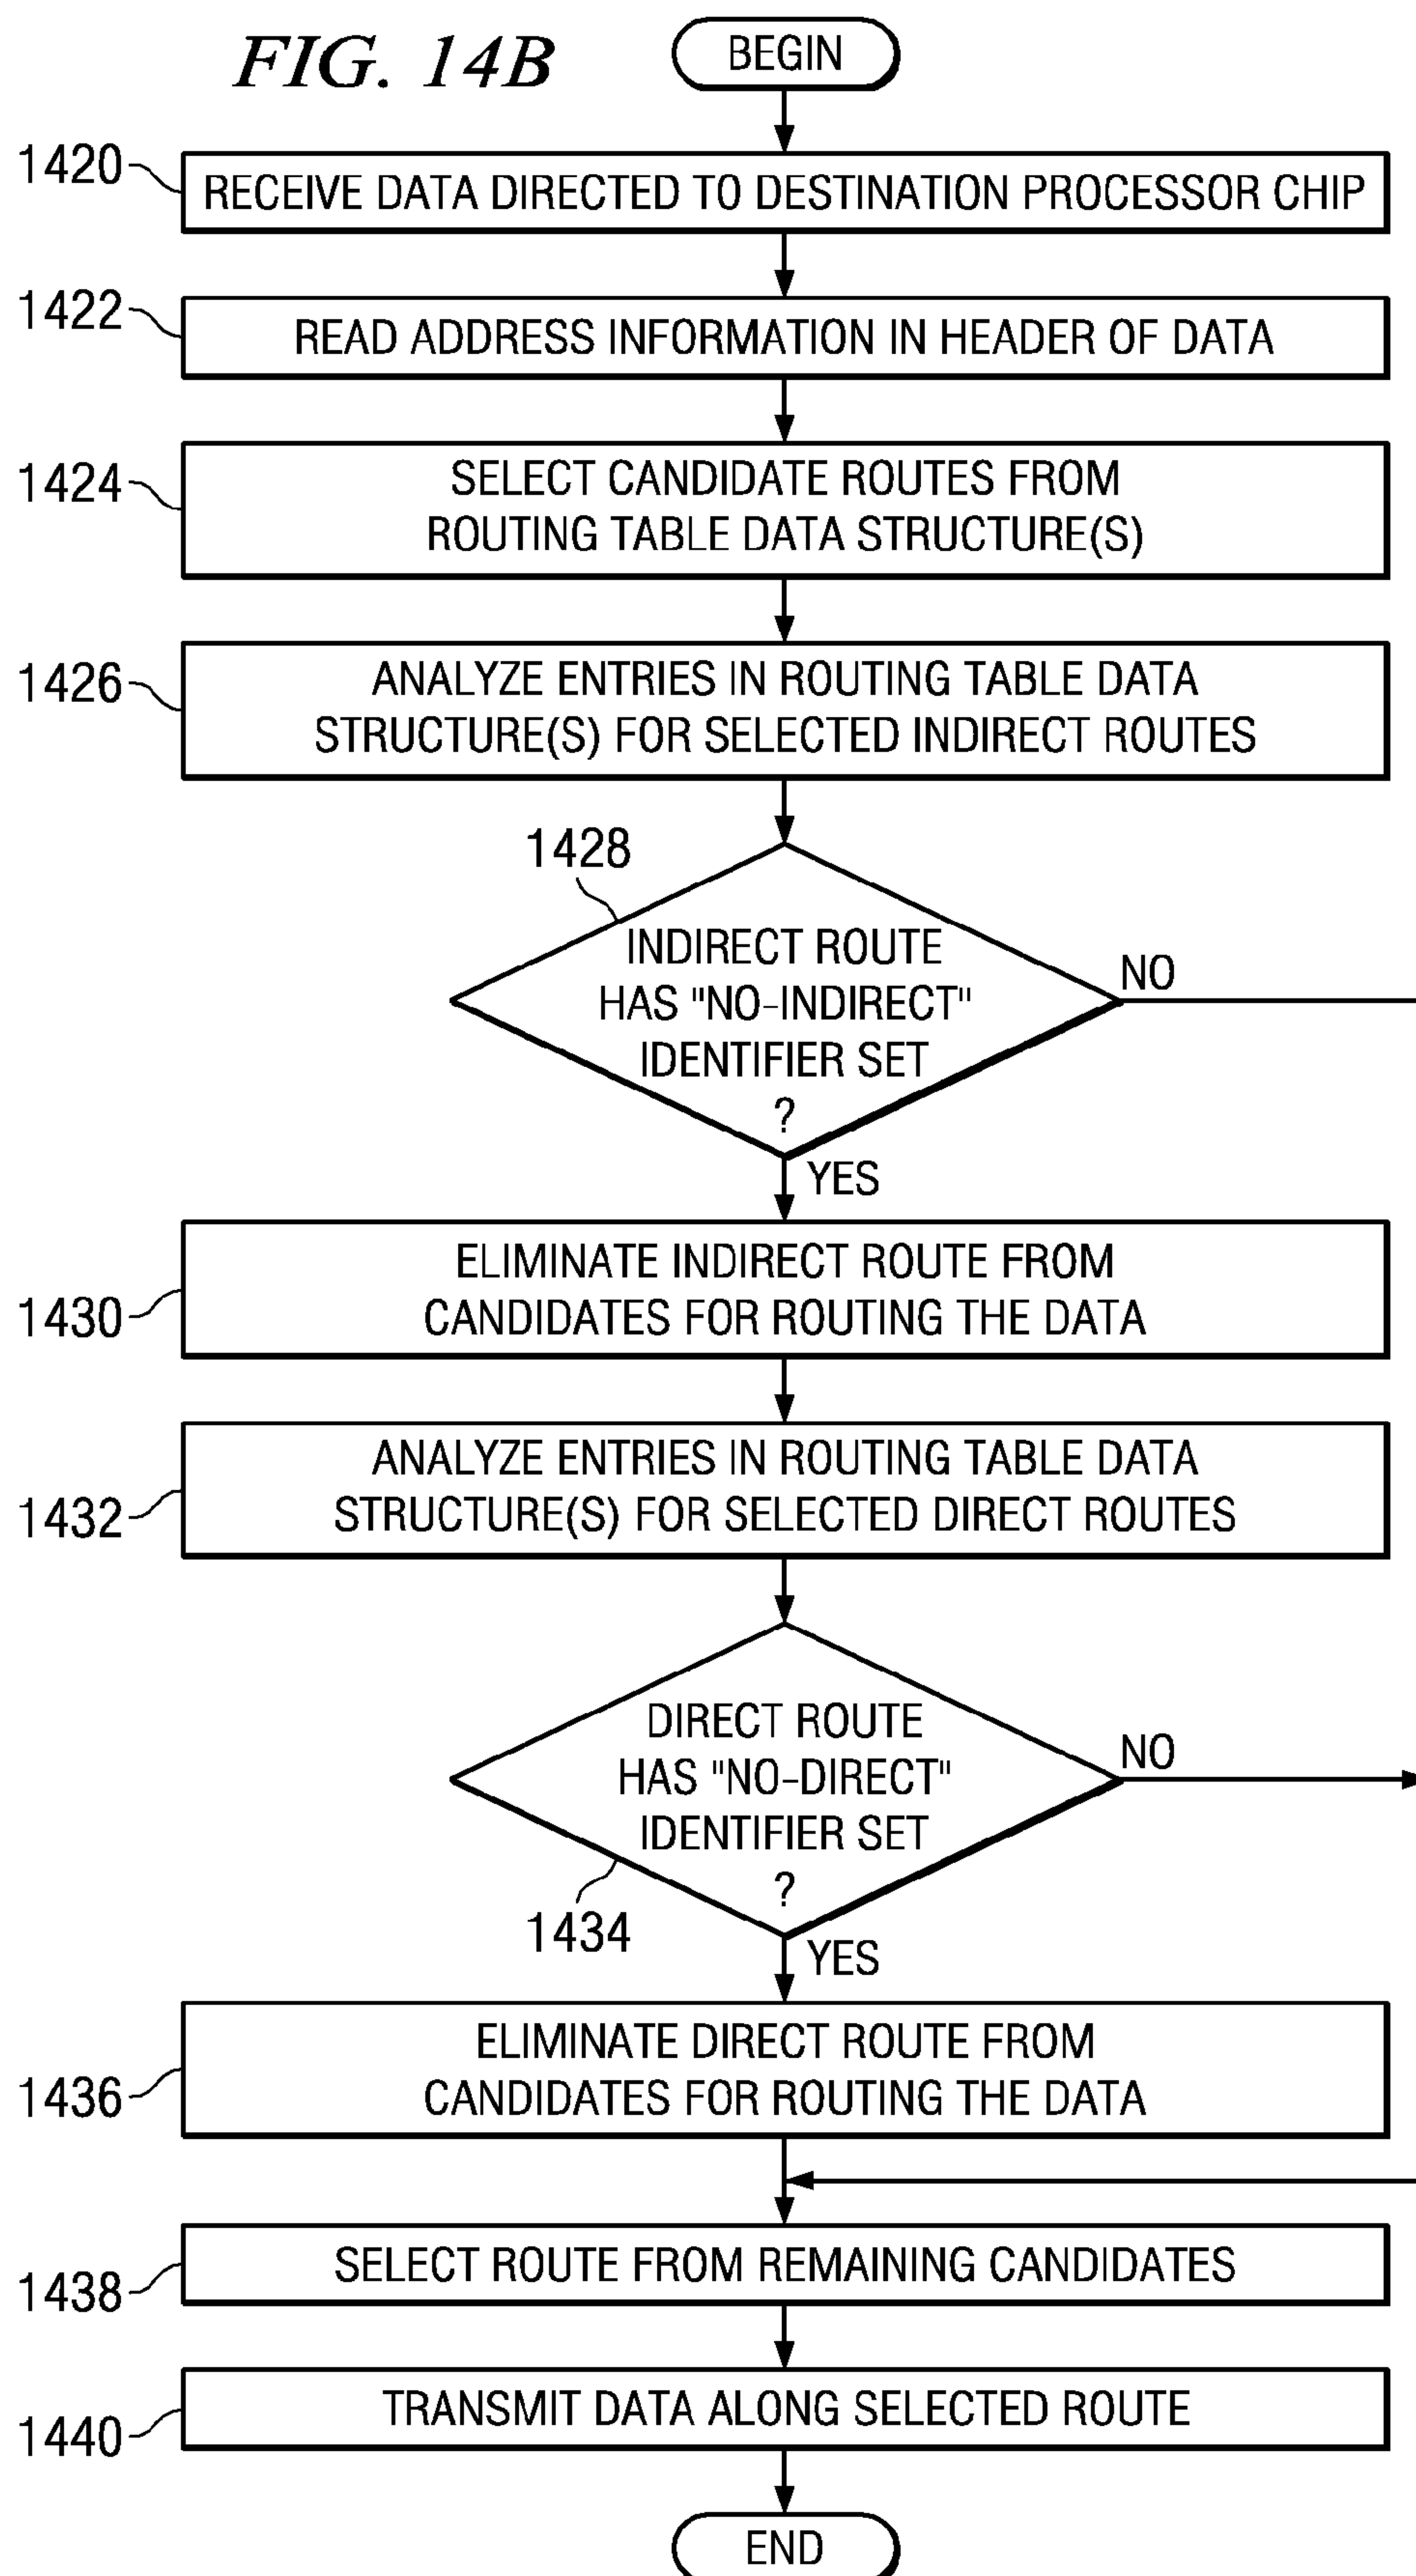 FIG. 14B
BEGIN
1420
RECEIVE DATA DIRECTED TO DESTINATION PROCESSOR CHIP
1422
READ ADDRESS INFORMATION IN HEADER OF DATA
1424
SELECT CANDIDATE ROUTES FROM
ROUTING TABLE DATA STRUCTURE(S)
1426
ANALYZE ENTRIES IN ROUTING TABLE DATA
STRUCTURE(S) FOR SELECTED INDIRECT ROUTES
1428
INDIRECT ROUTE
HAS "NO-INDIRECT"
IDENTIFIER SET
?
NO
YES
1430
ELIMINATE INDIRECT ROUTE FROM
CANDIDATES FOR ROUTING THE DATA
1432
ANALYZE ENTRIES IN ROUTING TABLE DATA
STRUCTURE(S) FOR SELECTED DIRECT ROUTES
DIRECT ROUTE
HAS "NO-DIRECT"
IDENTIFIER SET
?
NO
1434
YES
1436
ELIMINATE DIRECT ROUTE FROM
CANDIDATES FOR ROUTING THE DATA
1438
SELECT ROUTE FROM REMAINING CANDIDATES
1440
TRANSMIT DATA ALONG SELECTED ROUTE
END